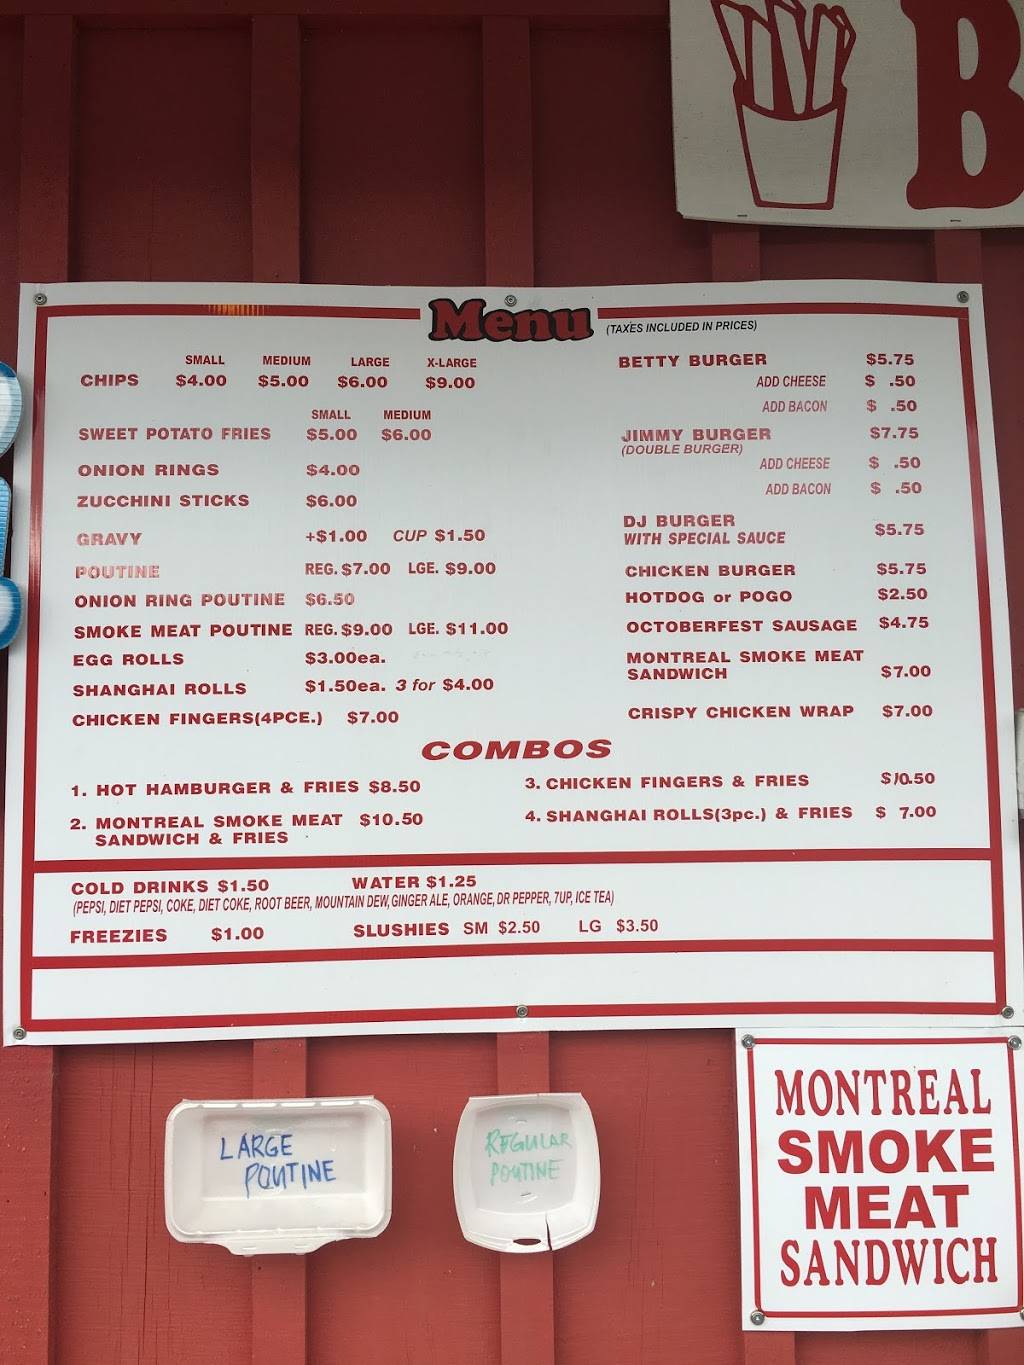 B
Menu (TAXES INCLUDED IN PRICES)
SMALL MEDIUM LARGE X-LARGE
CHIPS $4.00 $5.00 $6.00 $9.00
SMALL MEDIUM
SWEET POTATO FRIES $5.00 $6.00
ONION RINGS $4.00
ZUCCHINI STICKS $6.00
GRAVY +$1.00 CUP $1.50
POUTINE REG. $7.00 LGE. $9.00
ONION RING POUTINE $6.50
SMOKE MEAT POUTINE REG. $9.00 LGE. $11.00
EGG ROLLS $3.00ea.
SHANGHAI ROLLS $1.50ea. 3 for $4.00
CHICKEN FINGERS(4PCE.) $7.00
BETTY BURGER $5.75
ADD CHEESE $ .50
ADD BACON $ .50
JIMMY BURGER $7.75
(DOUBLE BURGER)
ADD CHEESE $ .50
ADD BACON $ .50
DJ BURGER
WITH SPECIAL SAUCE $5.75
CHICKEN BURGER $5.75
HOTDOG or POGO $2.50
OCTOBERFEST SAUSAGE $4.75
MONTREAL SMOKE MEAT
SANDWICH $7.00
CRISPY CHICKEN WRAP $7.00
COMBOS
1. HOT HAMBURGER & FRIES $8.50
2. MONTREAL SMOKE MEAT $10.50
SANDWICH & FRIES
3. CHICKEN FINGERS & FRIES $10.50
4. SHANGHAI ROLLS(3pc.) & FRIES $ 7.00
COLD DRINKS $1.50 WATER $1.25
(PEPSI, DIET PEPSI, COKE, DIET COKE, ROOT BEER, MOUNTAIN DEW, GINGER ALE, ORANGE, DR PEPPER, 7UP, ICE TEA)
FREEZIES $1.00 SLUSHIES SM $2.50 LG $3.50
LARGE
POUTINE
REGULAR
POUTINE
MONTREAL
SMOKE
MEAT
SANDWICH